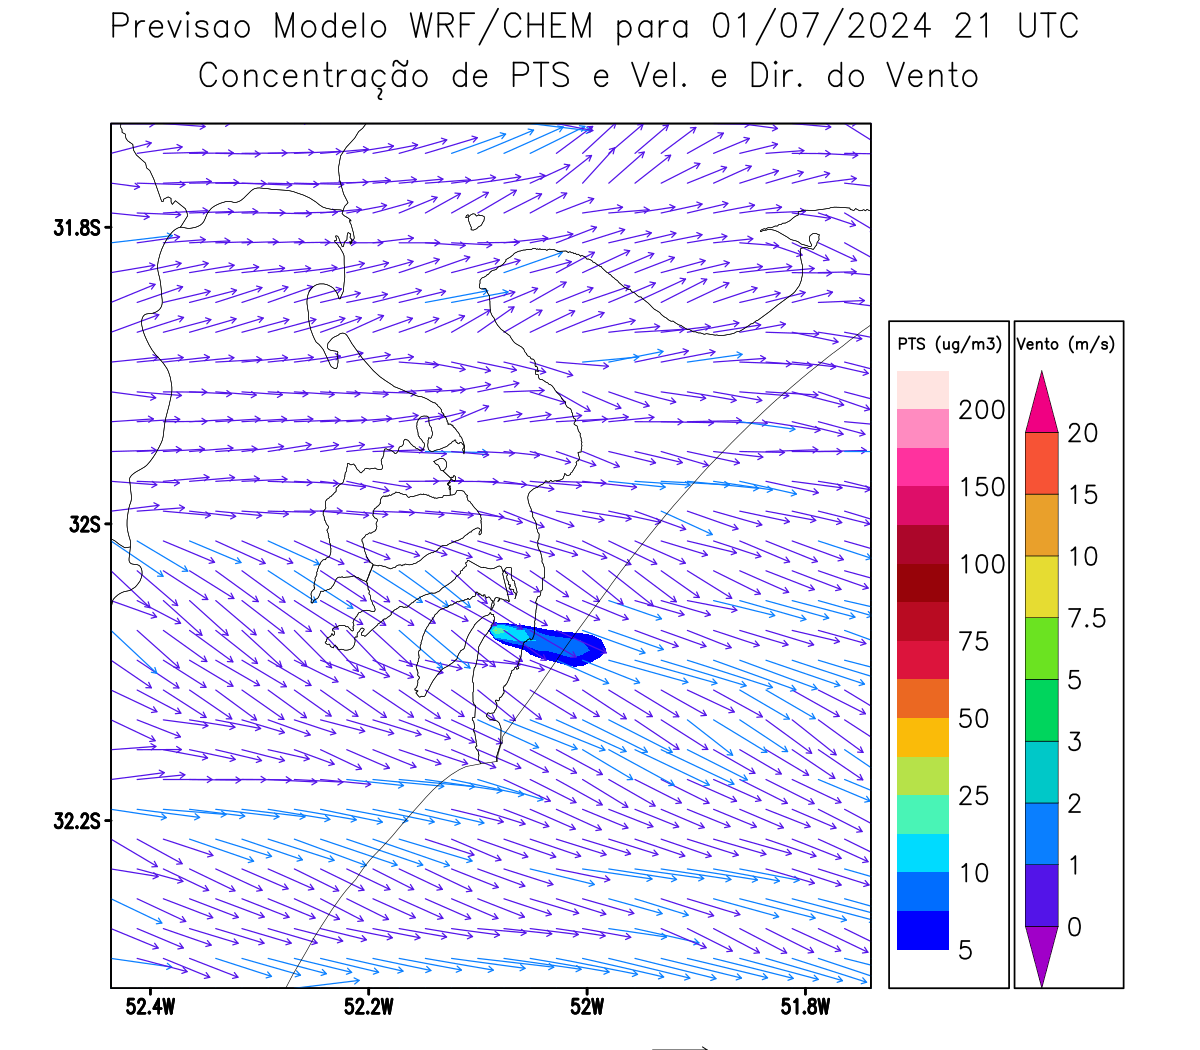 Previsao Modelo WRF/CHEM para 01/07/2024 21 UTC
Concentração de PTS e Vel. e Dir. do Vento
31.8S
32S
32.2S
52.4W
52.2W
52W
51.8W
PTS (ug/m3)
200
150
100
75
50
25
10
5
Vento (m/s)
20
15
10
7.5
5
3
2
1
0